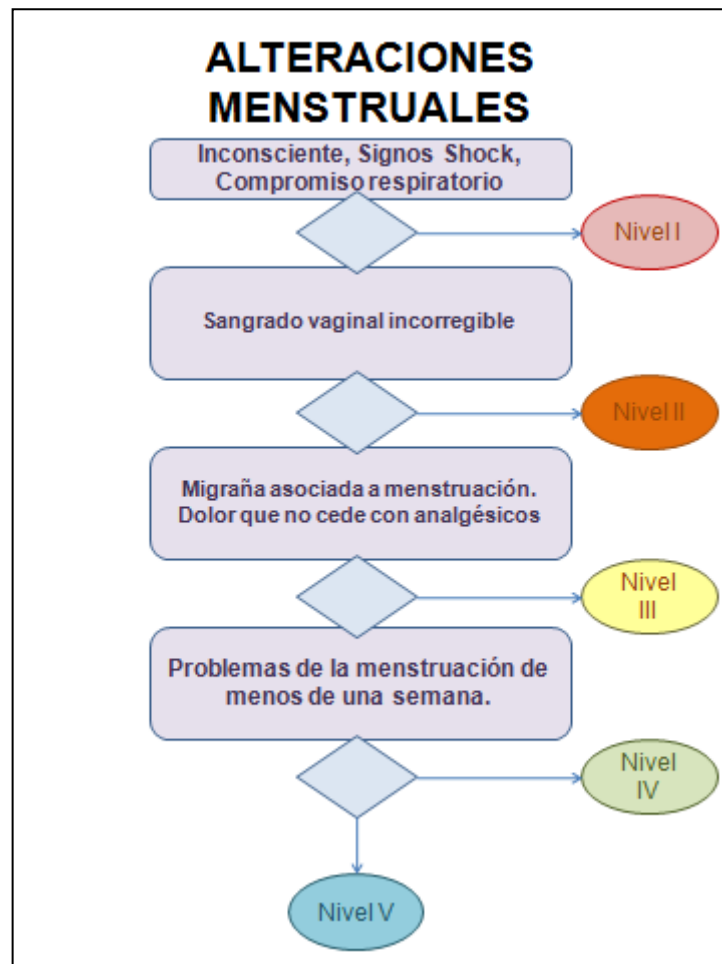 ALTERACIONES
MENSTRUALES
Inconsciente, Signos Shock,
Compromiso respiratorio
Nivel I
Sangrado vaginal incorregible
Nivel II
Migraña asociada a menstruación.
Dolor que no cede con analgésicos
Nivel
III
Problemas de la menstruación de
menos de una semana.
Nivel
IV
Nivel V